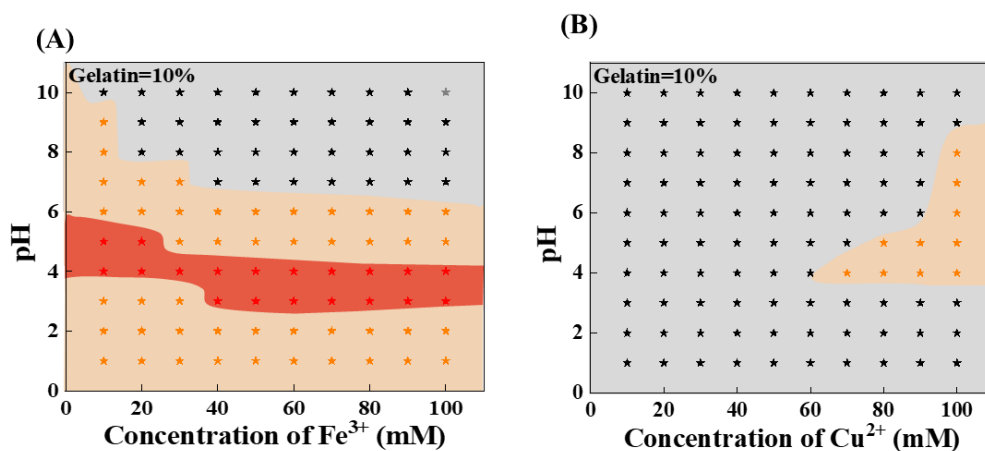 (A)
Gelatin=10%
10
8
6
4
2
0
pH
0 20 40 60 80 100
Concentration of Fe³⁺ (mM)
(B)
Gelatin=10%
10
8
6
4
2
0
pH
0 20 40 60 80 100
Concentration of Cu²⁺ (mM)